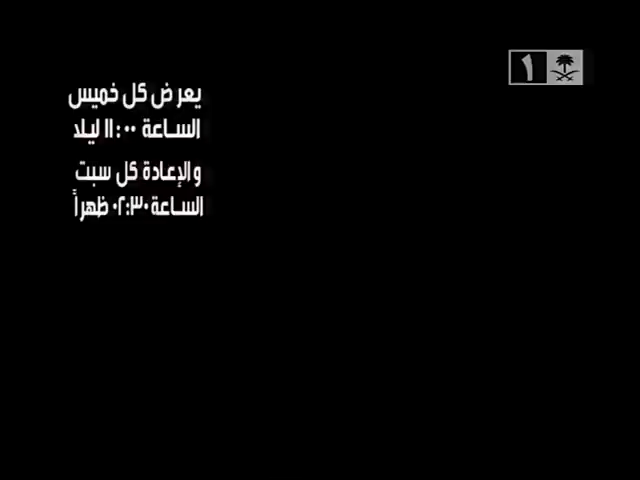 ١
يعرض كل خميس
الساعة ١١:٠٠ ليلا
والإعادة كل سبت
الساعة ٠٢:٣٠ ظهراً